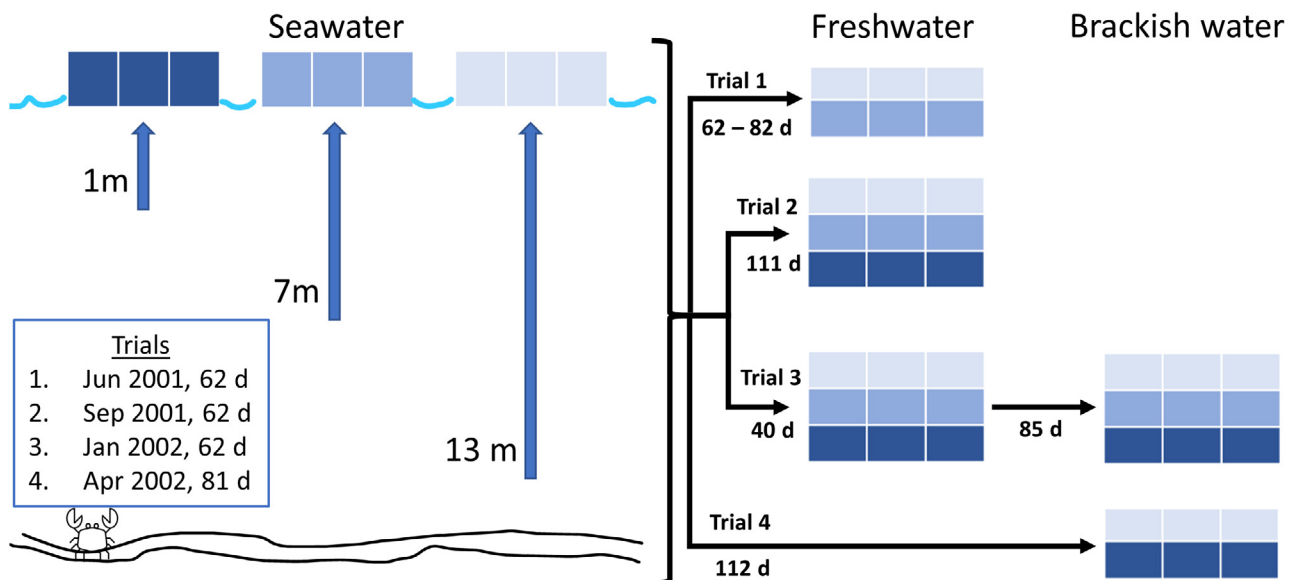 Seawater
Freshwater
Brackish water
1m
7m
13 m
Trials
1. Jun 2001, 62 d
2. Sep 2001, 62 d
3. Jan 2002, 62 d
4. Apr 2002, 81 d
Trial 1
62 – 82 d
Trial 2
111 d
Trial 3
40 d
85 d
Trial 4
112 d